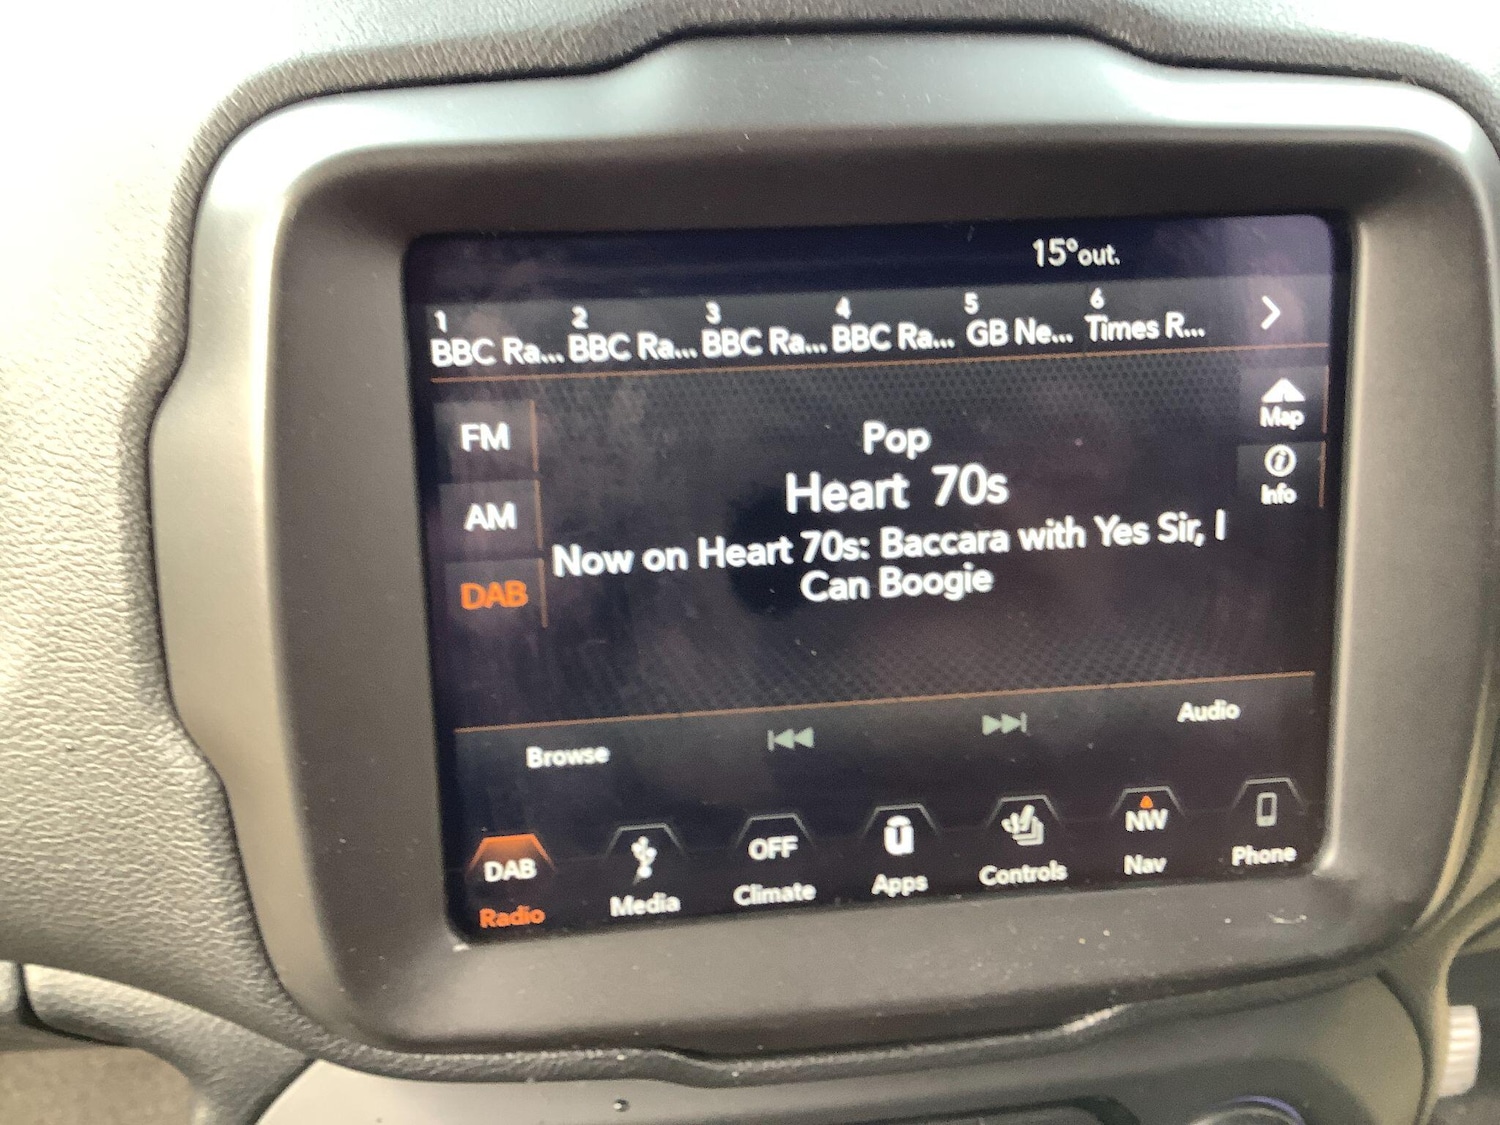 15°out.
1 2 3 4 5 6
BBC Ra... BBC Ra... BBC Ra... BBC Ra... GB Ne... Times R...
FM
AM
DAB
Pop
Heart 70s
Now on Heart 70s: Baccara with Yes Sir, I
Can Boogie
Map
Info
Browse
Audio
DAB
Radio
Media
OFF
Climate
Apps
Controls
NW
Nav
Phone